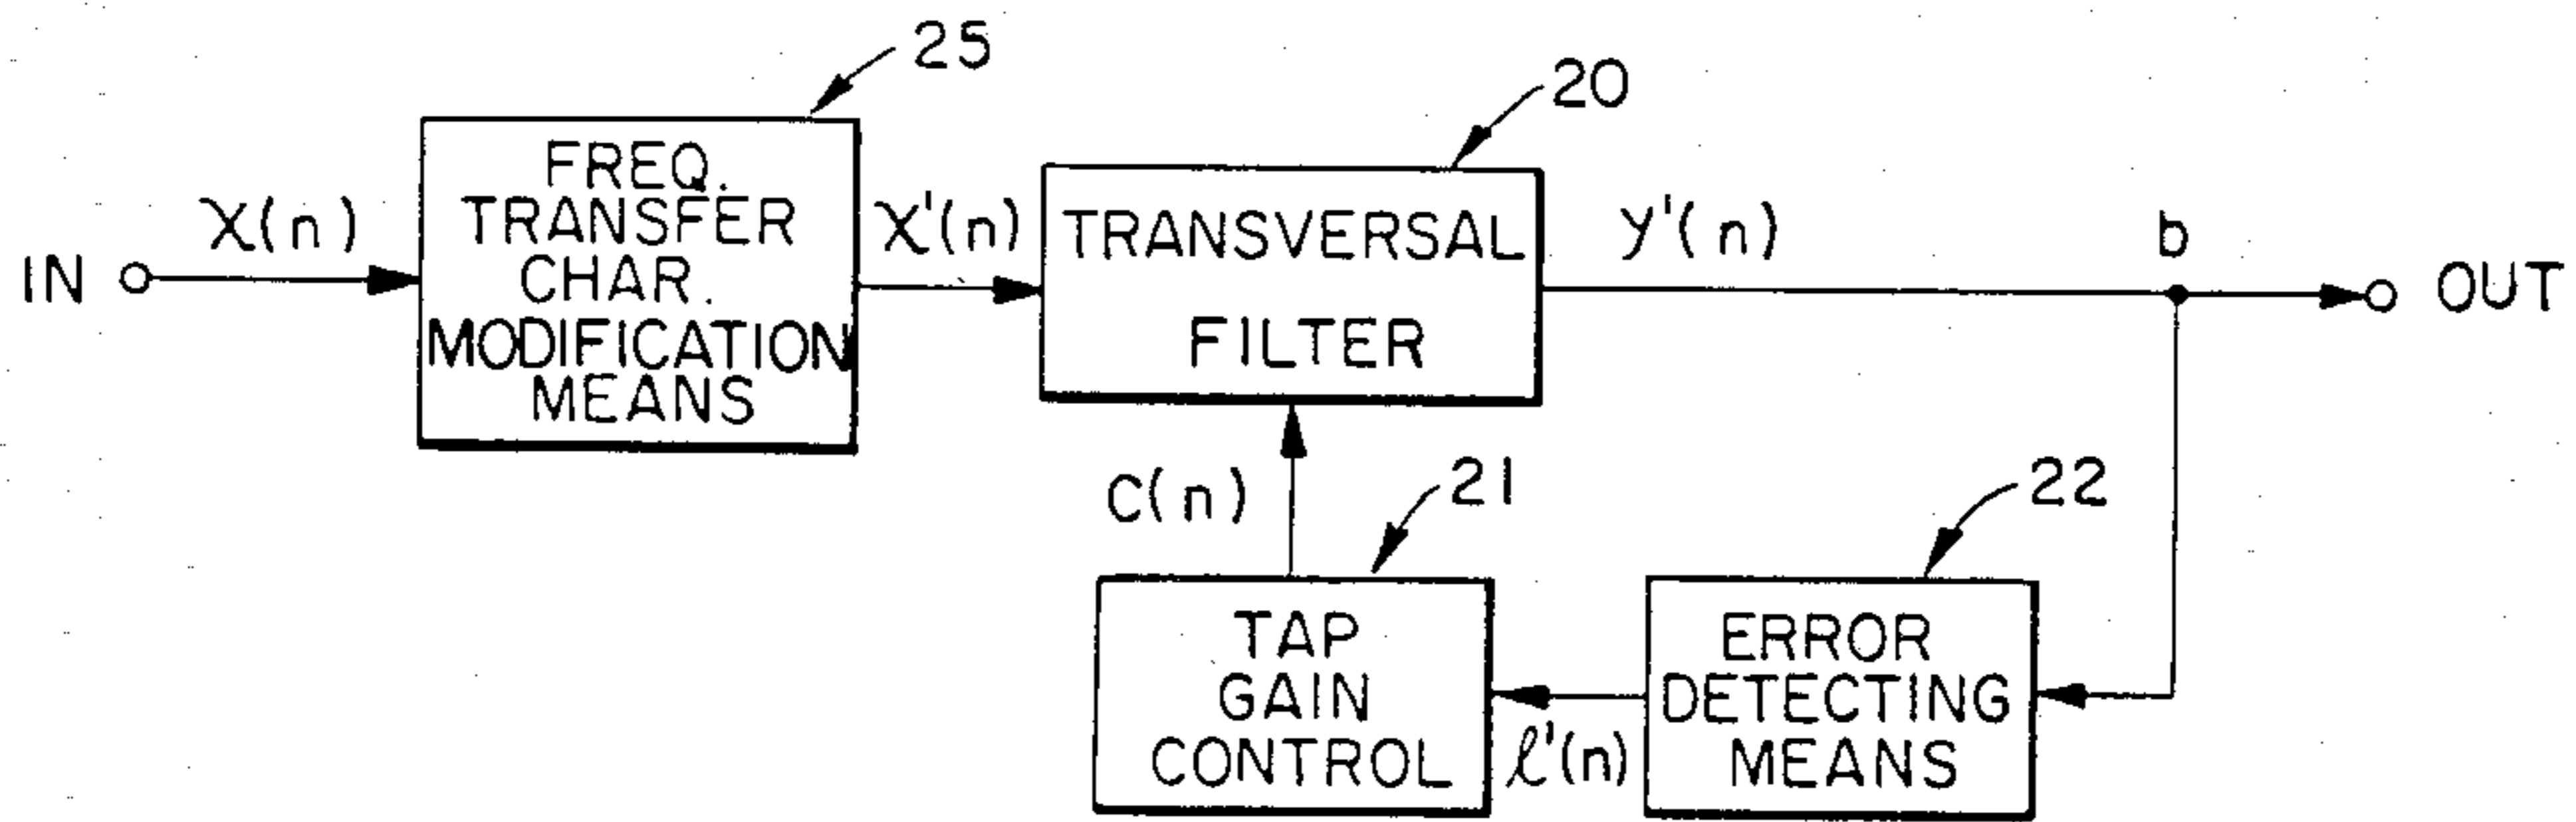 25
20
FREQ.
TRANSFER
CHAR.
MODIFICATION
MEANS
IN
X(n)
X'(n)
TRANSVERSAL
FILTER
y'(n)
b
OUT
C(n)
21
22
TAP
GAIN
CONTROL
ℓ'(n)
ERROR
DETECTING
MEANS